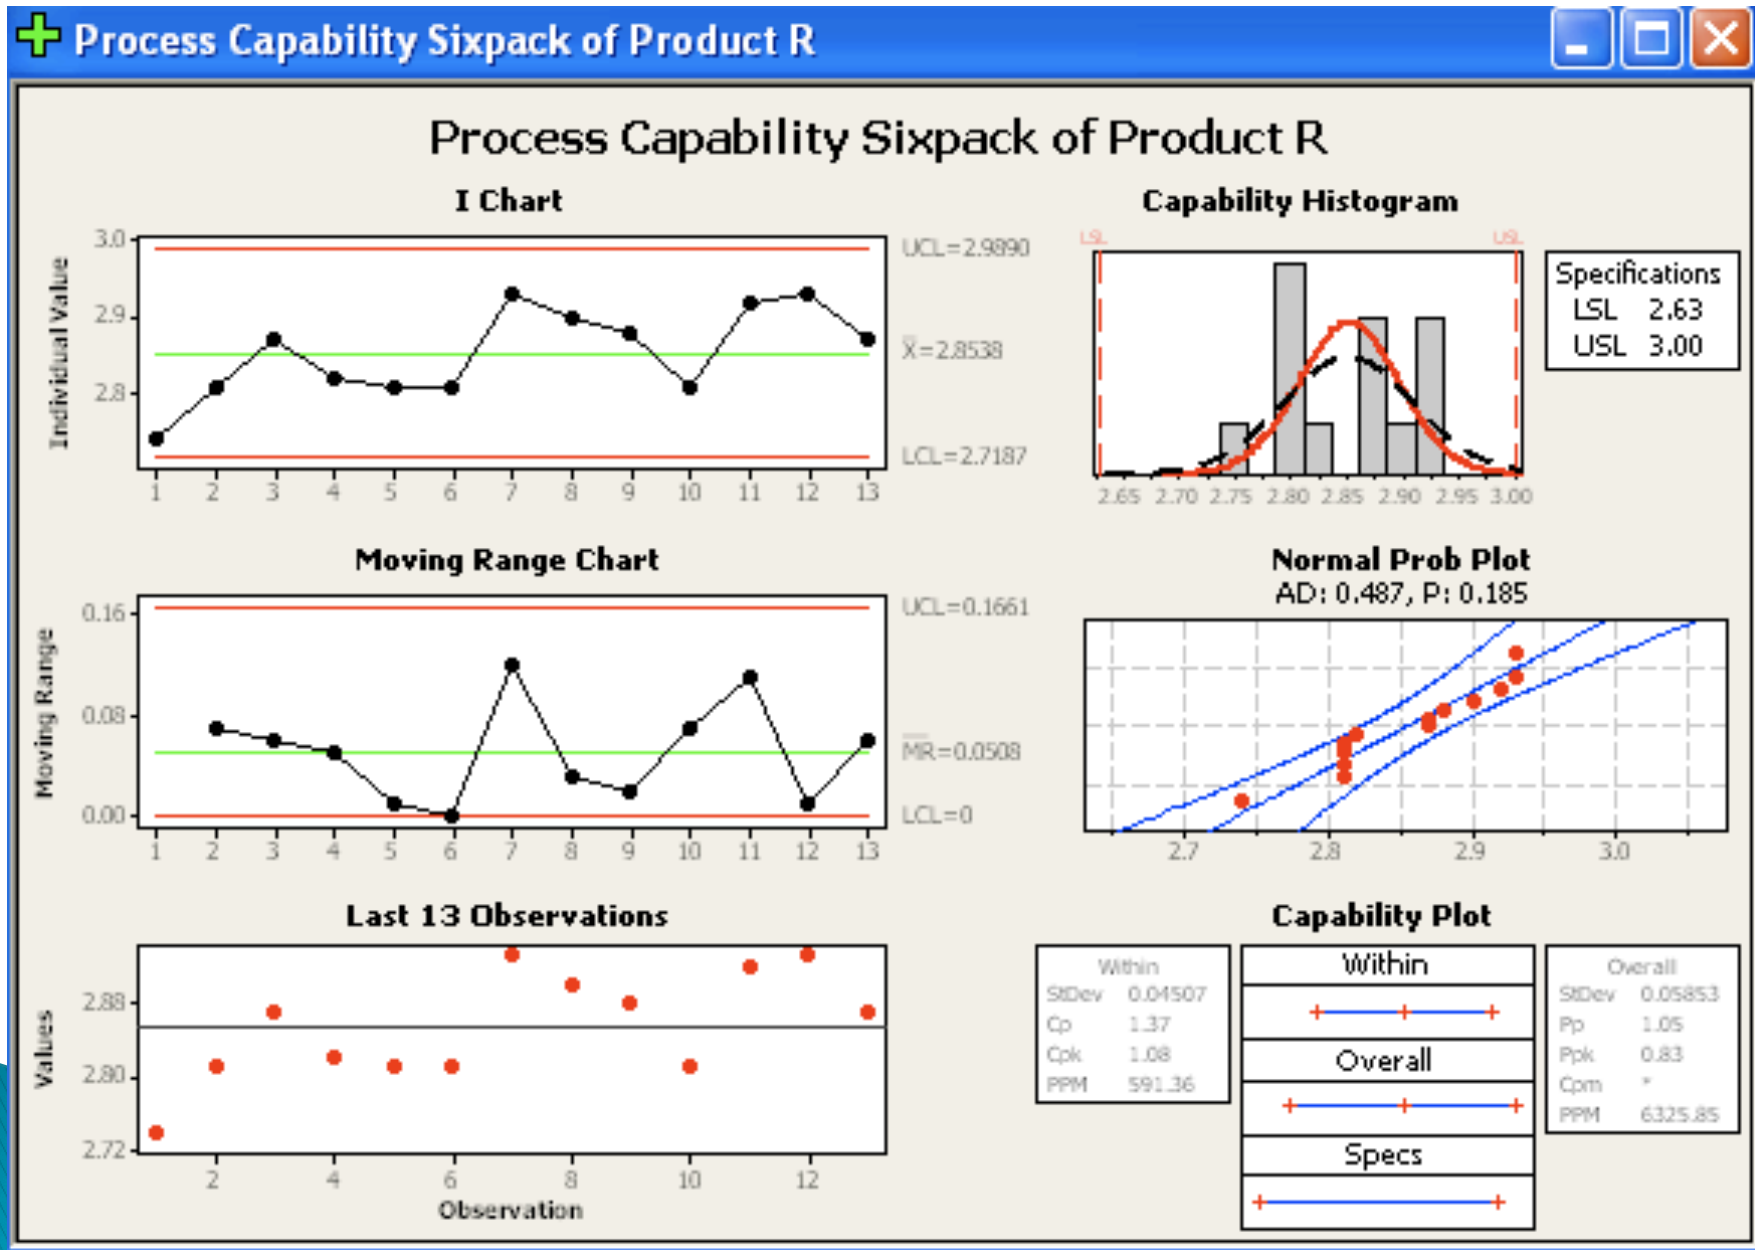 Process Capability Sixpack of Product R
Process Capability Sixpack of Product R
I Chart
Individual Value
3.0
2.9
2.8
UCL=2.9890
X̅=2.8538
LCL=2.7187
1 2 3 4 5 6 7 8 9 10 11 12 13
Capability Histogram
LSL USL
2.65 2.70 2.75 2.80 2.85 2.90 2.95 3.00
Specifications
LSL 2.63
USL 3.00
Moving Range Chart
Moving Range
0.16
0.08
0.00
UCL=0.1661
M̅R̅=0.0508
LCL=0
1 2 3 4 5 6 7 8 9 10 11 12 13
Normal Prob Plot
AD: 0.487, P: 0.185
2.7 2.8 2.9 3.0
Last 13 Observations
Values
2.88
2.80
2.72
2 4 6 8 10 12
Observation
Capability Plot
Within
StDev 0.04507
Cp 1.37
Cpk 1.08
PPM 591.36
Within
Overall
Specs
Overall
StDev 0.05853
Pp 1.05
Ppk 0.83
Cpm *
PPM 6325.85